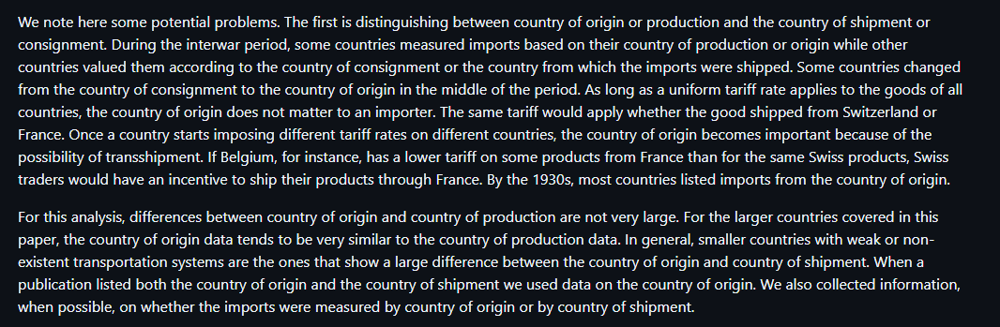 We note here some potential problems. The first is distinguishing between country of origin or production and the country of shipment or
consignment. During the interwar period, some countries measured imports based on their country of production or origin while other
countries valued them according to the country of consignment or the country from which the imports were shipped. Some countries changed
from the country of consignment to the country of origin in the middle of the period. As long as a uniform tariff rate applies to the goods of all
countries, the country of origin does not matter to an importer. The same tariff would apply whether the good shipped from Switzerland or
France. Once a country starts imposing different tariff rates on different countries, the country of origin becomes important because of the
possibility of transshipment. If Belgium, for instance, has a lower tariff on some products from France than for the same Swiss products, Swiss
traders would have an incentive to ship their products through France. By the 1930s, most countries listed imports from the country of origin.
For this analysis, differences between country of origin and country of production are not very large. For the larger countries covered in this
paper, the country of origin data tends to be very similar to the country of production data. In general, smaller countries with weak or non-
existent transportation systems are the ones that show a large difference between the country of origin and country of shipment. When a
publication listed both the country of origin and the country of shipment we used data on the country of origin. We also collected information,
when possible, on whether the imports were measured by country of origin or by country of shipment.